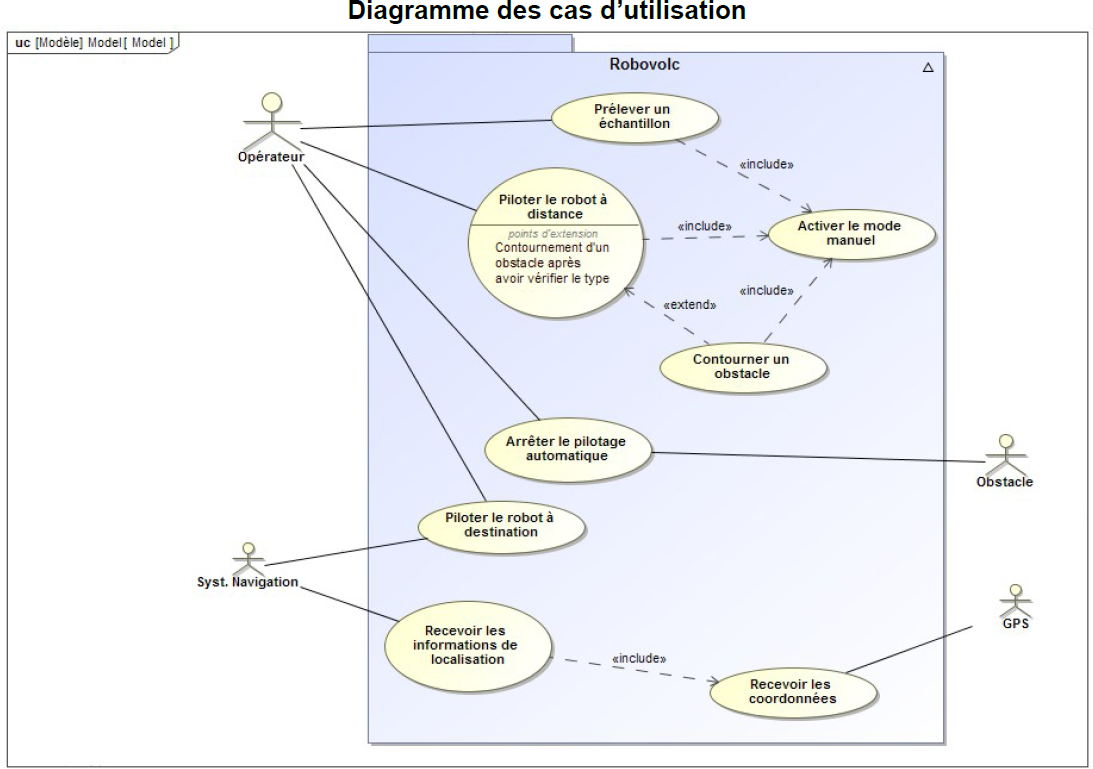 Diagramme des cas d’utilisation
uc [Modèle] Model[ Model ]
Robovolc
Prélever un
échantillon
Opérateur
«include»
Piloter le robot à
distance
points d'extension
Contournement d'un
obstacle après
avoir vérifier le type
«include»
Activer le mode
manuel
«include»
«extend»
Contourner un
obstacle
Arrêter le pilotage
automatique
Obstacle
Piloter le robot à
destination
Syst. Navigation
GPS
Recevoir les
informations de
localisation
«include»
Recevoir les
coordonnées